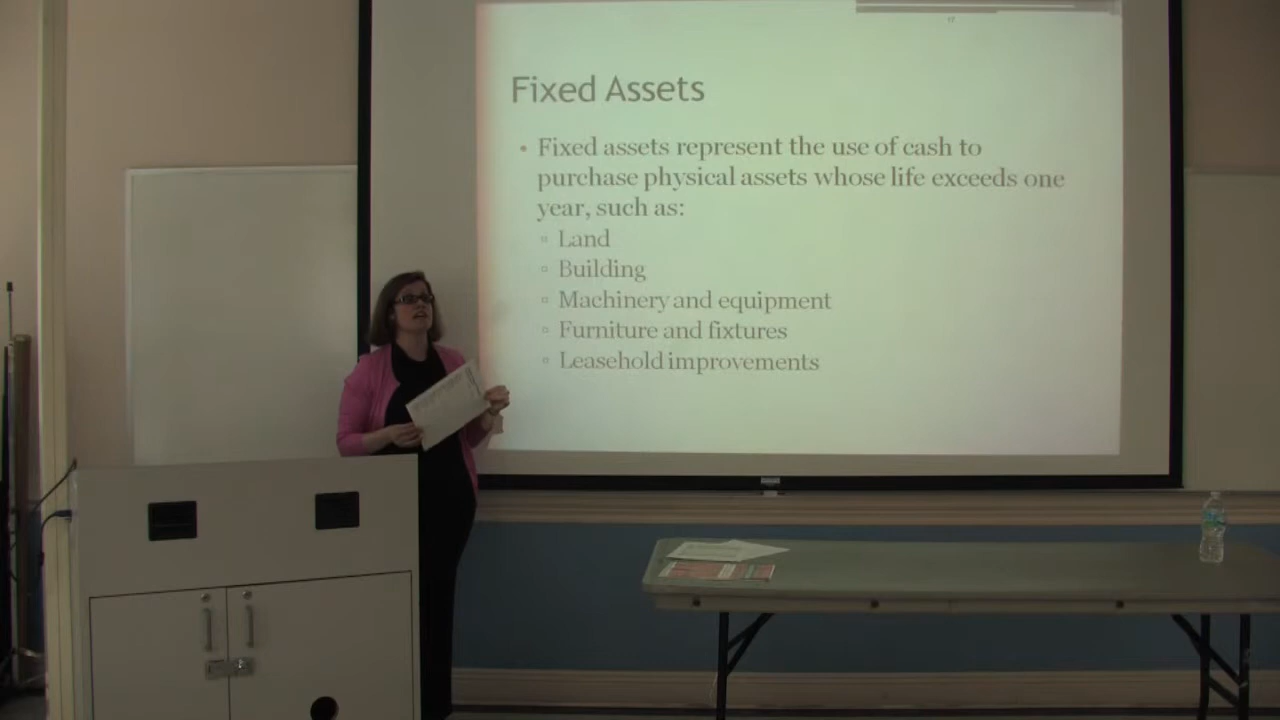 Fixed Assets
• Fixed assets represent the use of cash to
purchase physical assets whose life exceeds one
year, such as:
▫ Land
▫ Building
▫ Machinery and equipment
▫ Furniture and fixtures
▫ Leasehold improvements